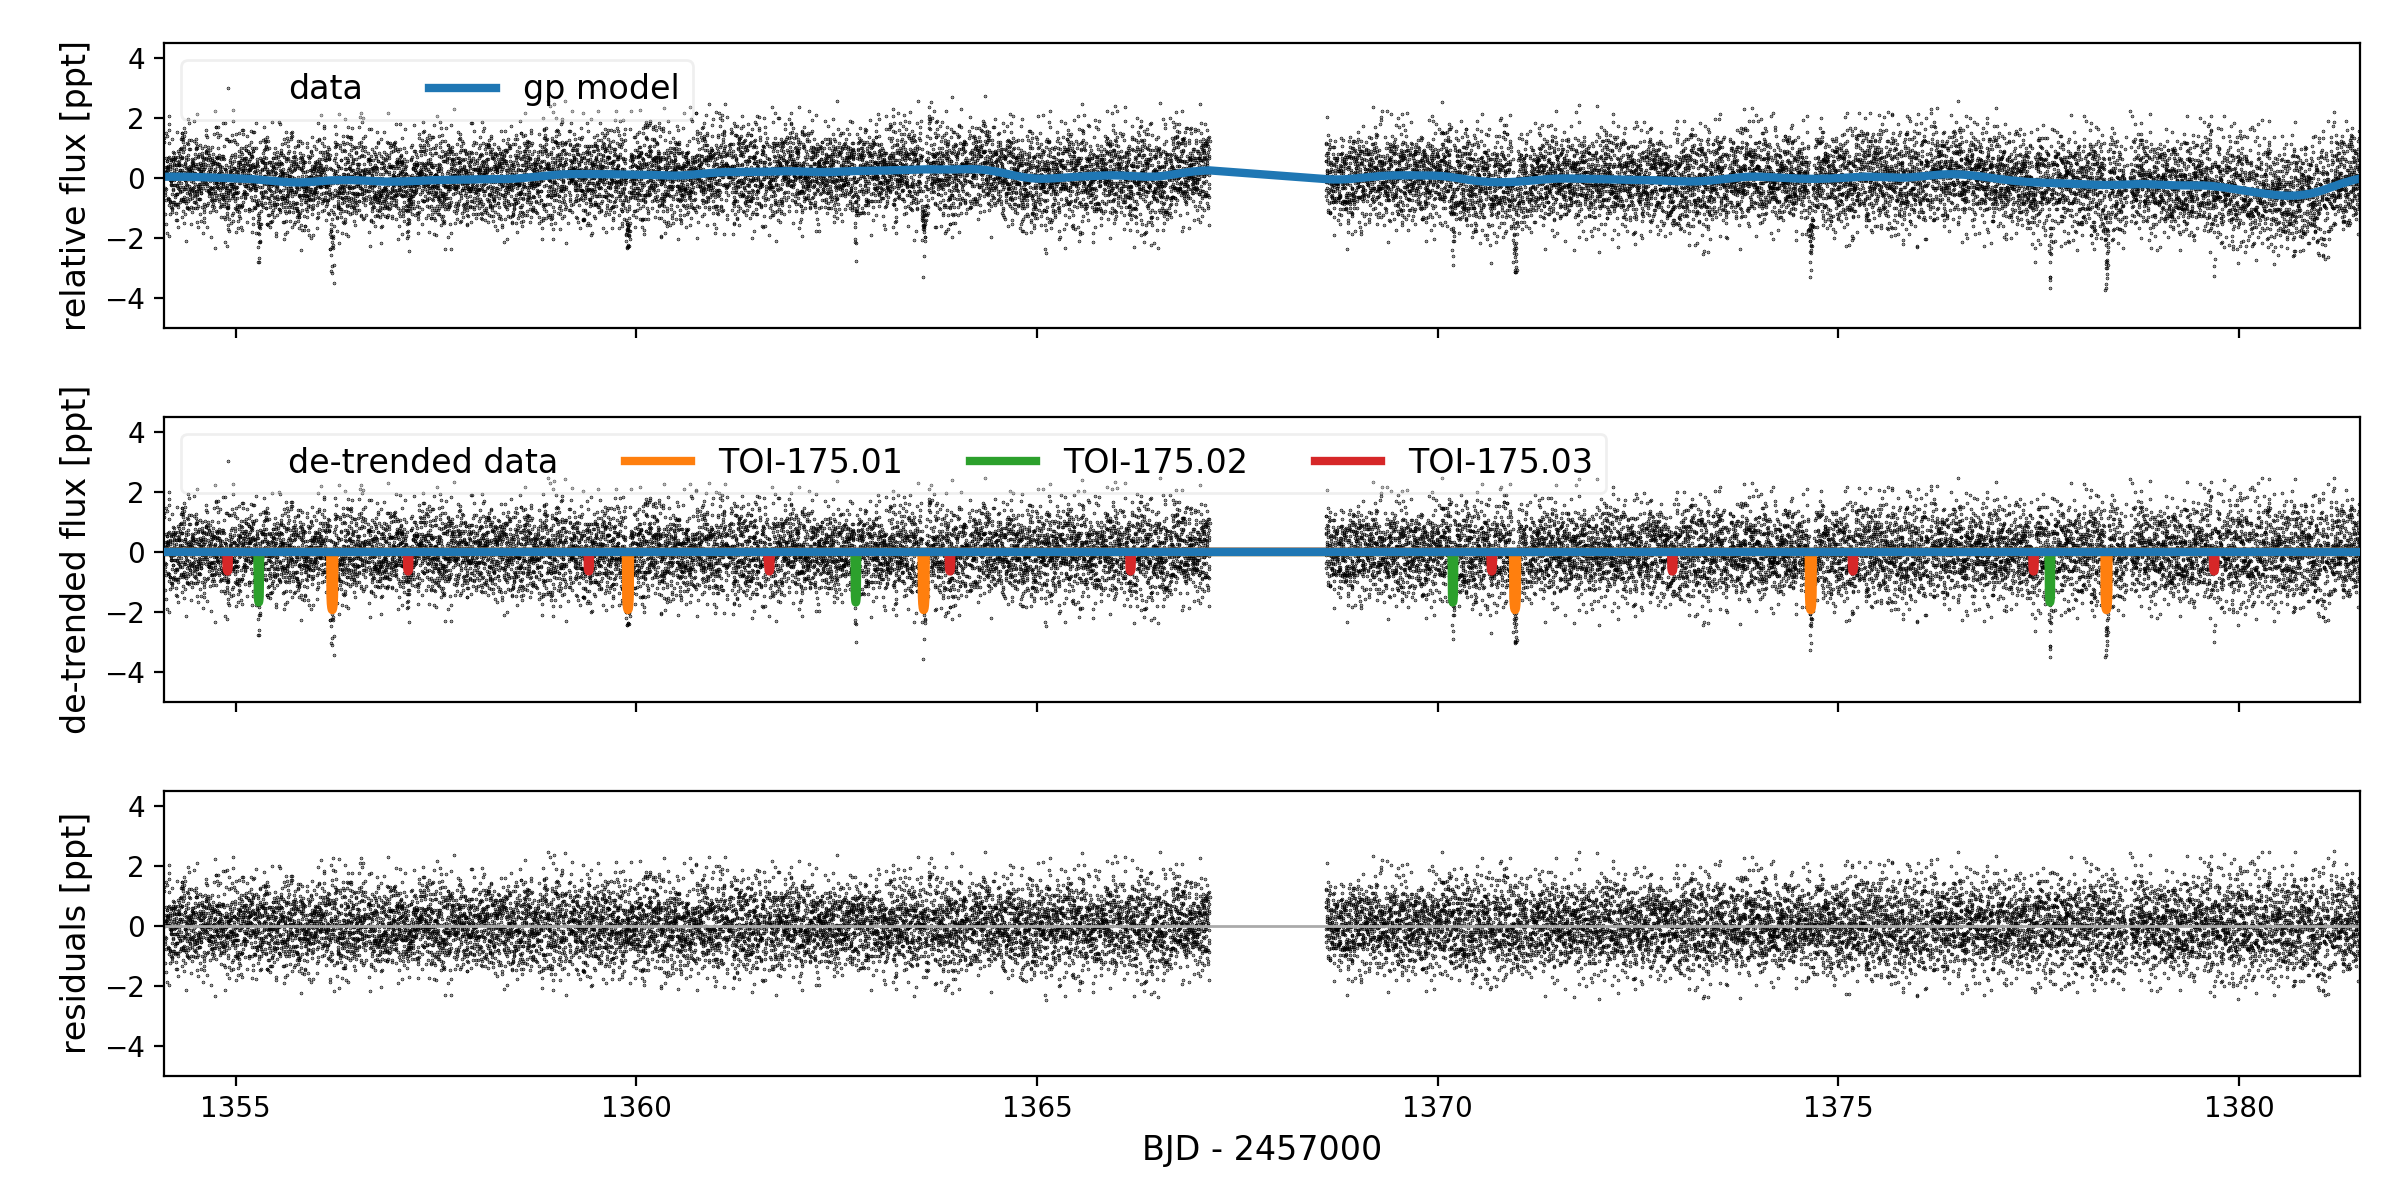 relative flux [ppt]
4
2
0
−2
−4
data
gp model
de-trended flux [ppt]
4
2
0
−2
−4
de-trended data
TOI-175.01
TOI-175.02
TOI-175.03
residuals [ppt]
4
2
0
−2
−4
1355
1360
1365
1370
1375
1380
BJD - 2457000